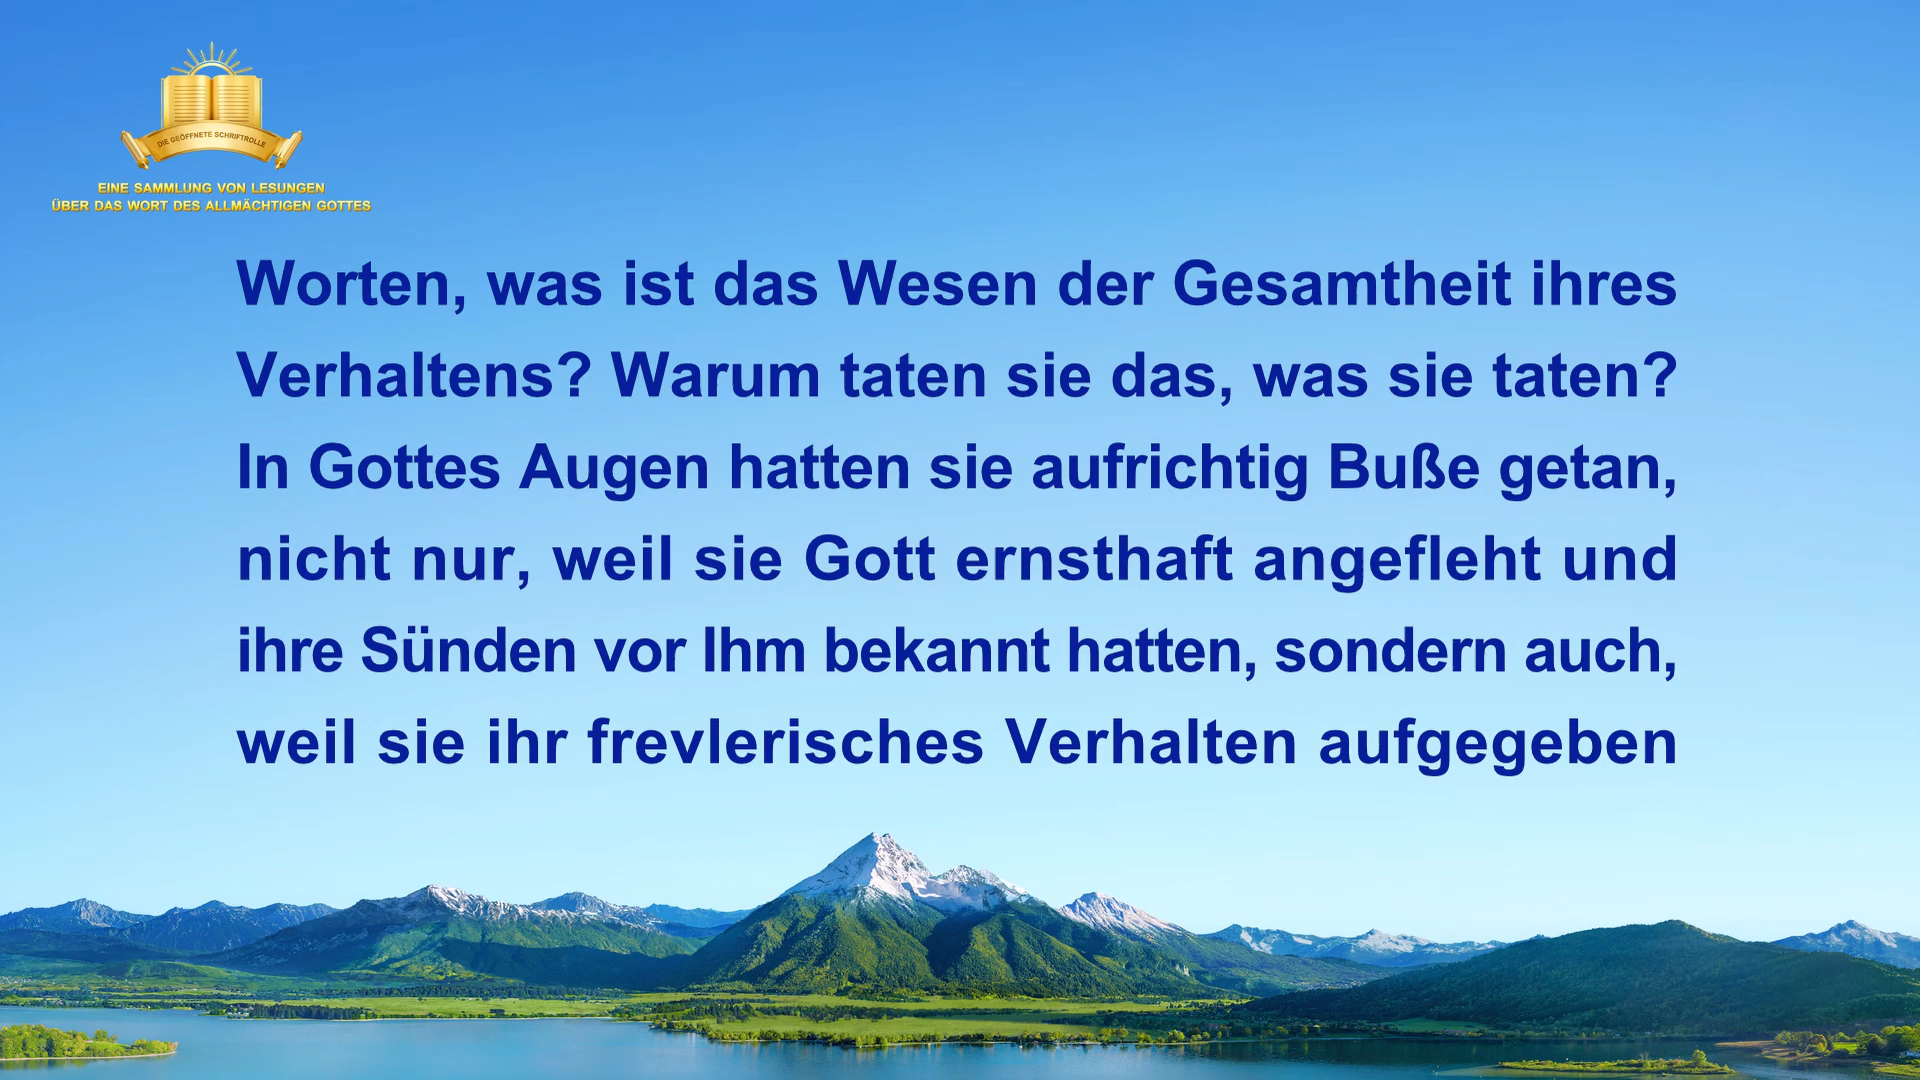 DIE GEÖFFNETE SCHRIFTROLLE
EINE SAMMLUNG VON LESUNGEN
ÜBER DAS WORT DES ALLMÄCHTIGEN GOTTES
Worten, was ist das Wesen der Gesamtheit ihres
Verhaltens? Warum taten sie das, was sie taten?
In Gottes Augen hatten sie aufrichtig Buße getan,
nicht nur, weil sie Gott ernsthaft angefleht und
ihre Sünden vor Ihm bekannt hatten, sondern auch,
weil sie ihr frevlerisches Verhalten aufgegeben